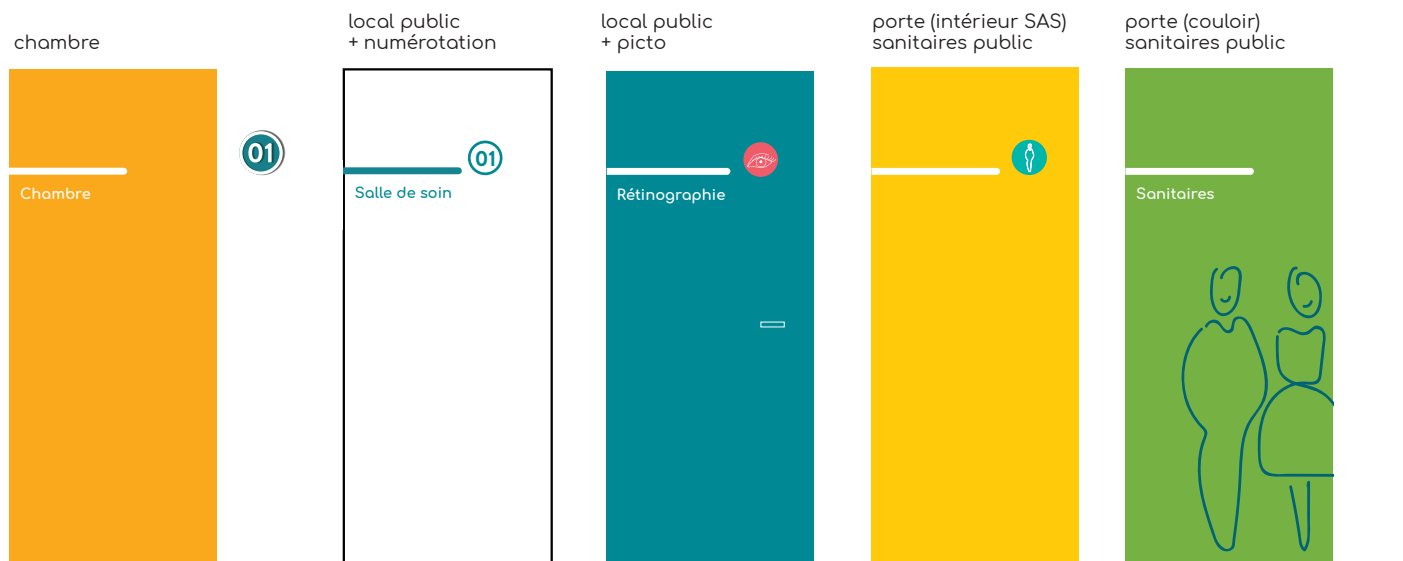 chambre
local public
+ numérotation
local public
+ picto
porte (intérieur SAS)
sanitaires public
porte (couloir)
sanitaires public
01
Chambre
01
Salle de soin
Rétinographie
Sanitaires